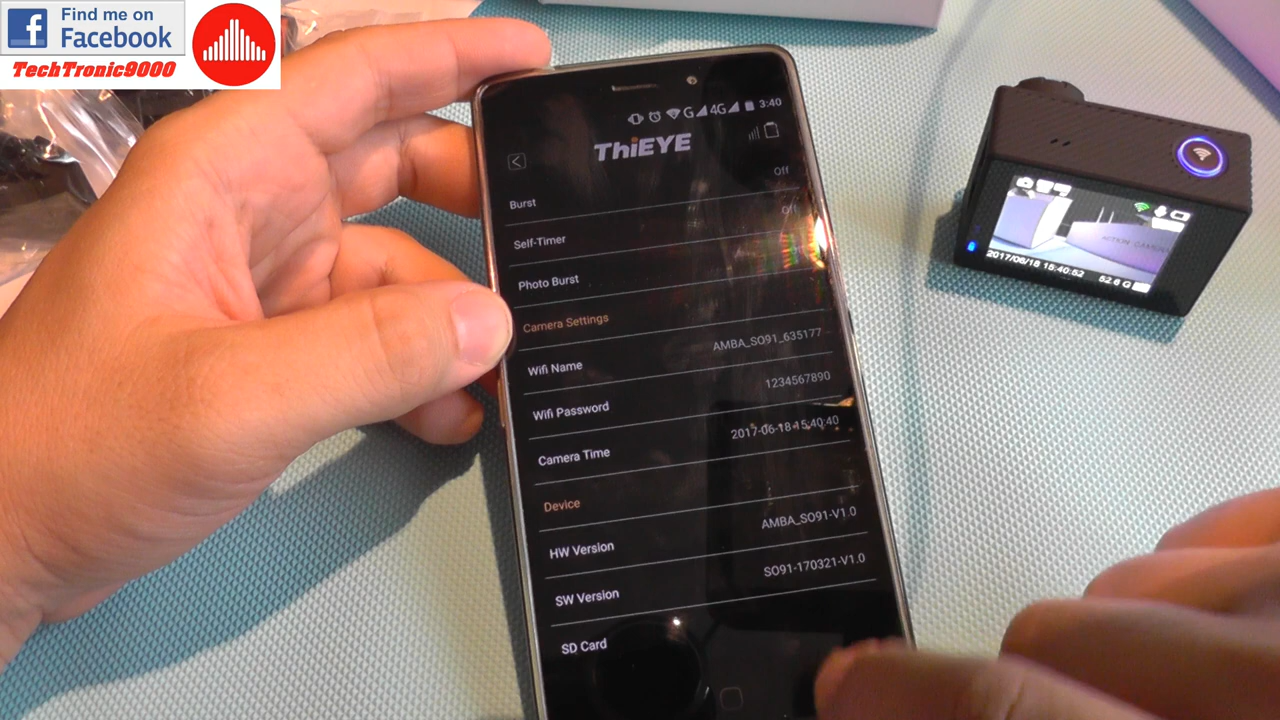 Find me on
Facebook
TechTronic9000
G 4G 3:40
ThiEYE
Off
Burst
Off
Self-Timer
Photo Burst
Camera Settings
Wifi Name AMBA_SO91_635177
Wifi Password 1234567890
Camera Time 2017-06-18-15:40:40
Device
HW Version AMBA_SO91-V1.0
SW Version SO91-170321-V1.0
SD Card
ACTION CAMERA
2017/06/18 15:40:52 52.6 G